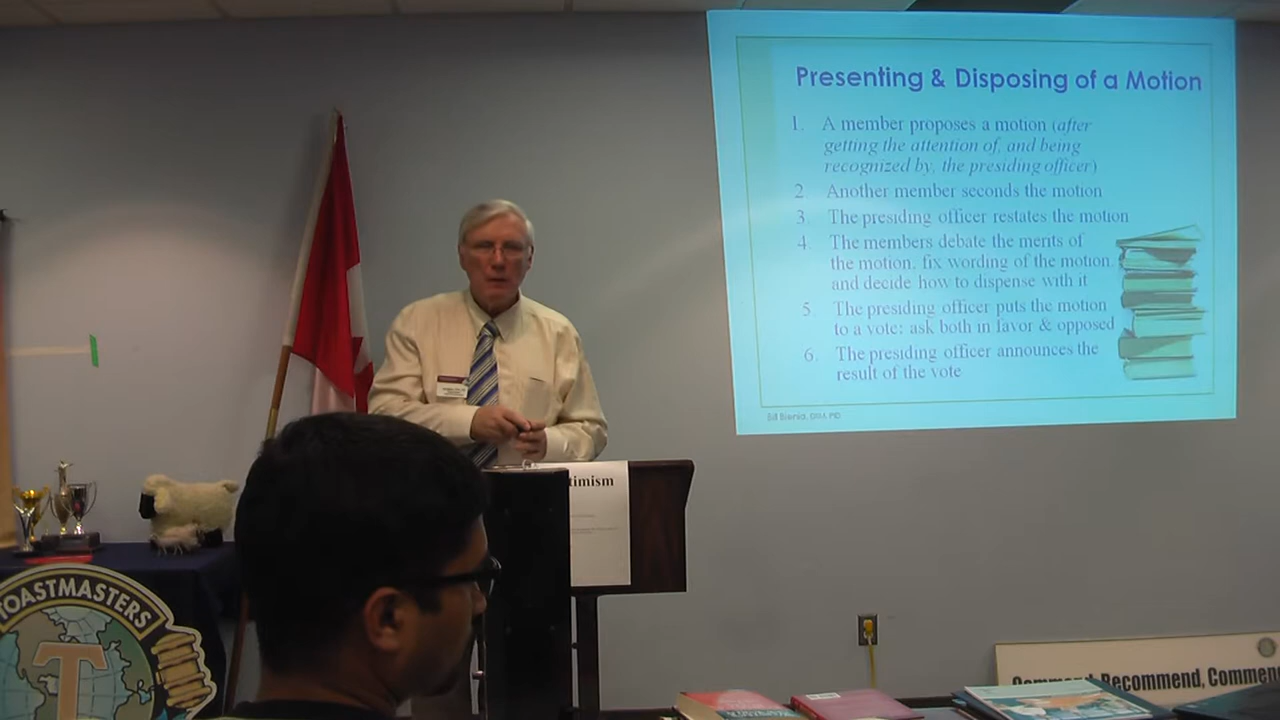 Presenting & Disposing of a Motion
1. A member proposes a motion (after
getting the attention of, and being
recognized by, the presiding officer)
2. Another member seconds the motion
3. The presiding officer restates the motion
4. The members debate the merits of
the motion, fix wording of the motion,
and decide how to dispense with it
5. The presiding officer puts the motion
to a vote: ask both in favor & opposed
6. The presiding officer announces the
result of the vote
timism
TOASTMASTERS
T
Recommend, Commend